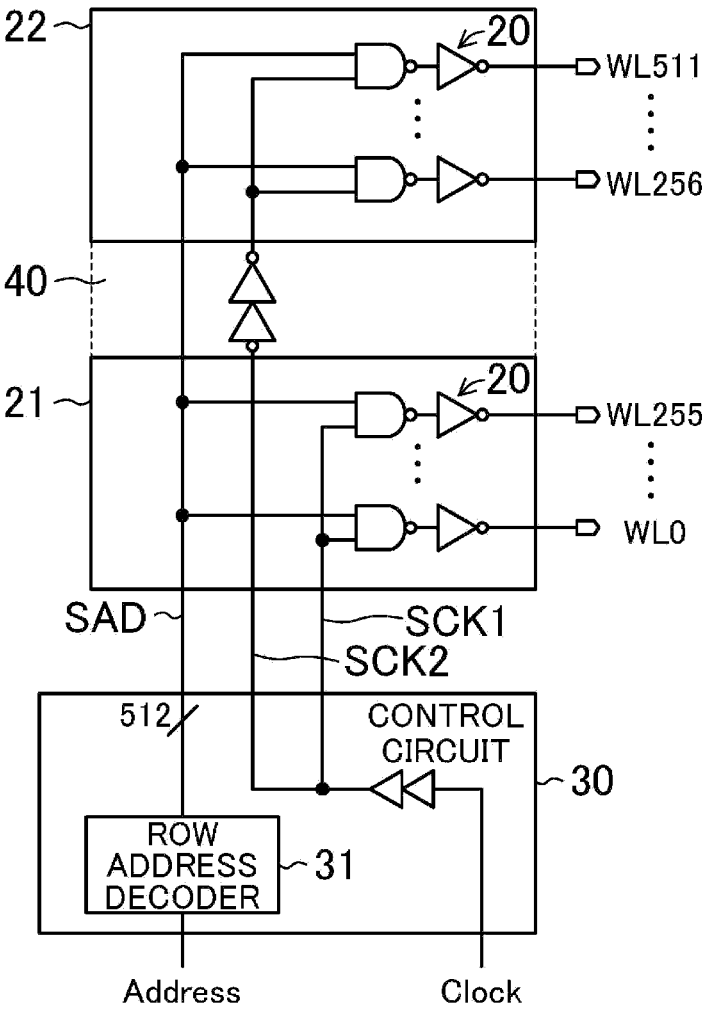 22
20
WL511
WL256
40
21
20
WL255
WL0
SAD
SCK1
SCK2
512
CONTROL
CIRCUIT
30
ROW
ADDRESS
DECODER
31
Address
Clock